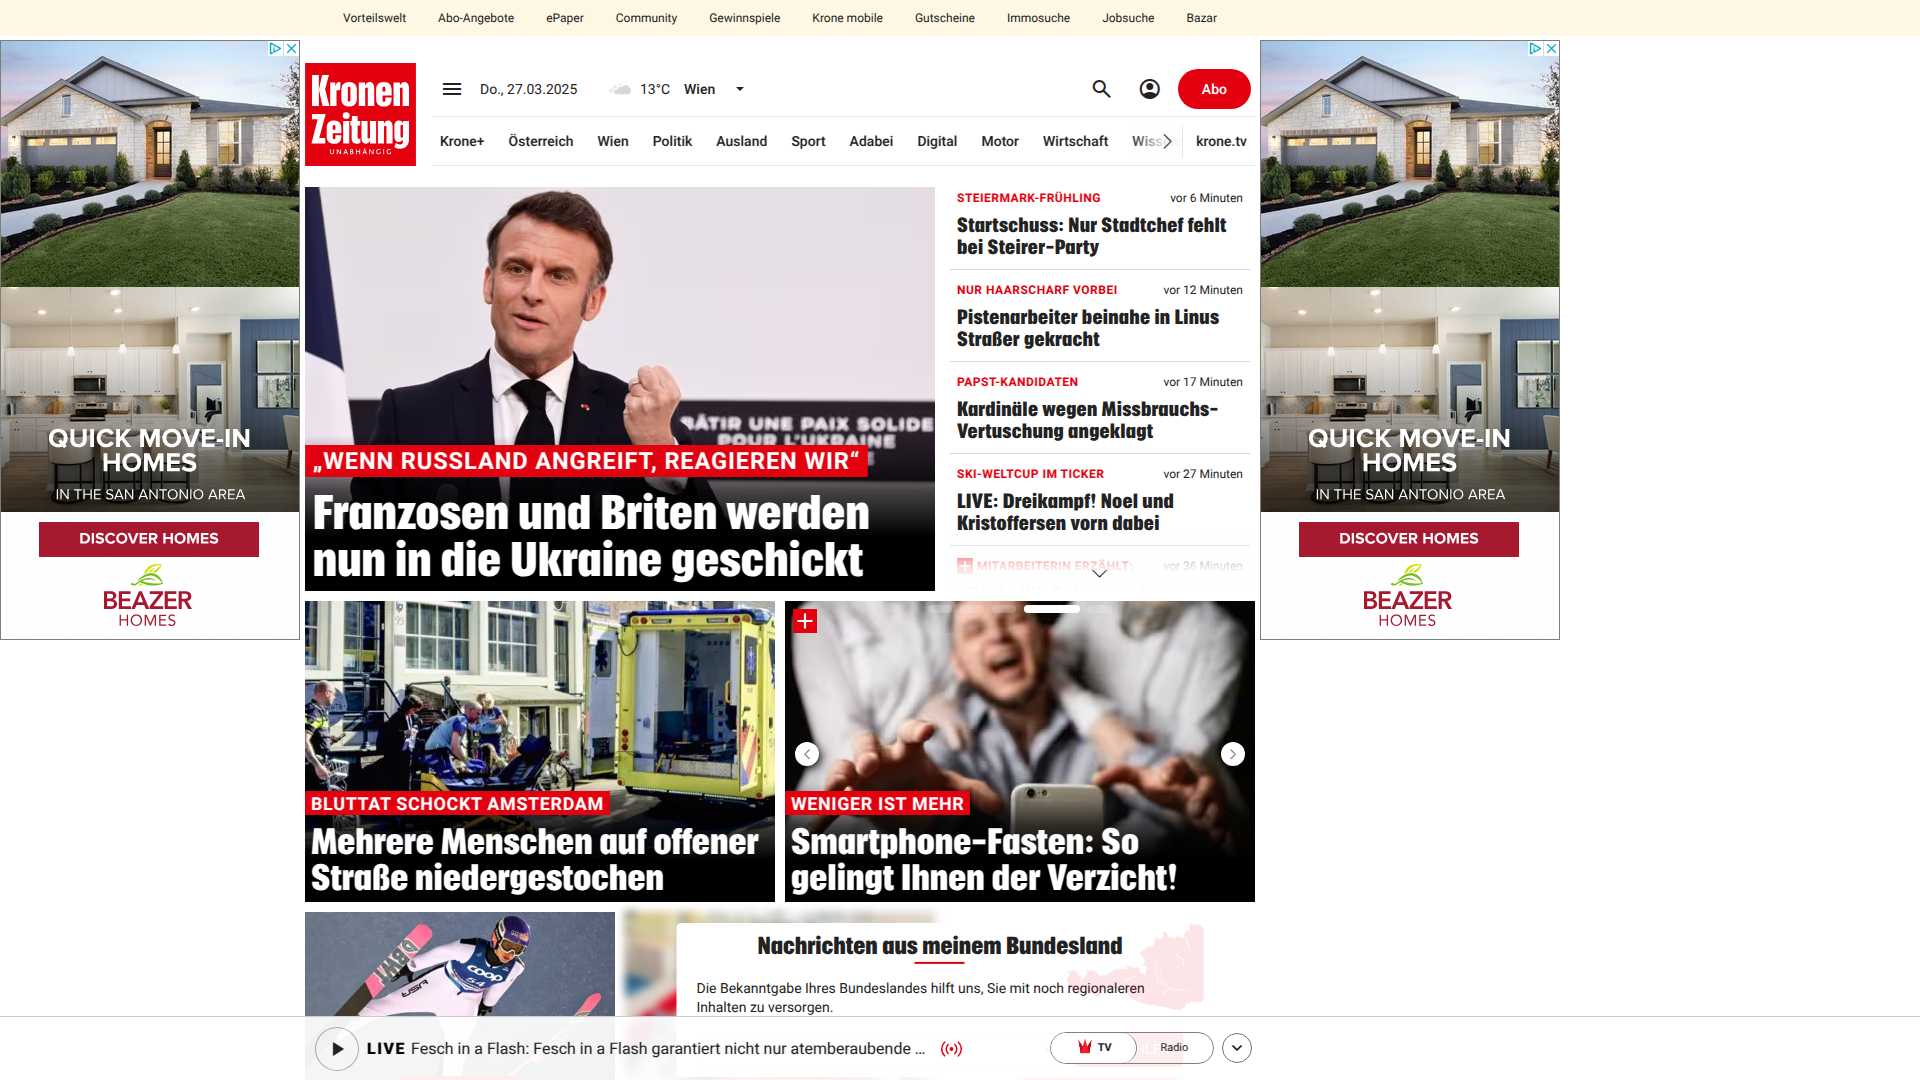 Vorteilswelt Abo-Angebote ePaper Community Gewinnspiele Krone mobile Gutscheine Immosuche Jobsuche Bazar
Kronen
Zeitung
UNABHÄNGIG
Do., 27.03.2025 13°C Wien
Abo
Krone+ Österreich Wien Politik Ausland Sport Adabei Digital Motor Wirtschaft Wiss krone.tv
QUICK MOVE-IN
HOMES
IN THE SAN ANTONIO AREA
DISCOVER HOMES
BEAZER
HOMES
BÂTIR UNE PAIX SOLIDE
POUR L'UKRAINE
„WENN RUSSLAND ANGREIFT, REAGIEREN WIR“
Franzosen und Briten werden
nun in die Ukraine geschickt
STEIERMARK-FRÜHLING vor 6 Minuten
Startschuss: Nur Stadtchef fehlt
bei Steirer-Party
NUR HAARSCHARF VORBEI vor 12 Minuten
Pistenarbeiter beinahe in Linus
Straßer gekracht
PAPST-KANDIDATEN vor 17 Minuten
Kardinäle wegen Missbrauchs-
Vertuschung angeklagt
SKI-WELTCUP IM TICKER vor 27 Minuten
LIVE: Dreikampf! Noel und
Kristoffersen vorn dabei
MITARBEITERIN ERZÄHLT: vor 36 Minuten
QUICK MOVE-IN
HOMES
IN THE SAN ANTONIO AREA
DISCOVER HOMES
BEAZER
HOMES
BLUTTAT SCHOCKT AMSTERDAM
Mehrere Menschen auf offener
Straße niedergestochen
WENIGER IST MEHR
Smartphone-Fasten: So
gelingt Ihnen der Verzicht!
coop
54
Nachrichten aus meinem Bundesland
Die Bekanntgabe Ihres Bundeslandes hilft uns, Sie mit noch regionaleren
Inhalten zu versorgen.
LIVE Fesch in a Flash: Fesch in a Flash garantiert nicht nur atemberaubende ...
TV Radio